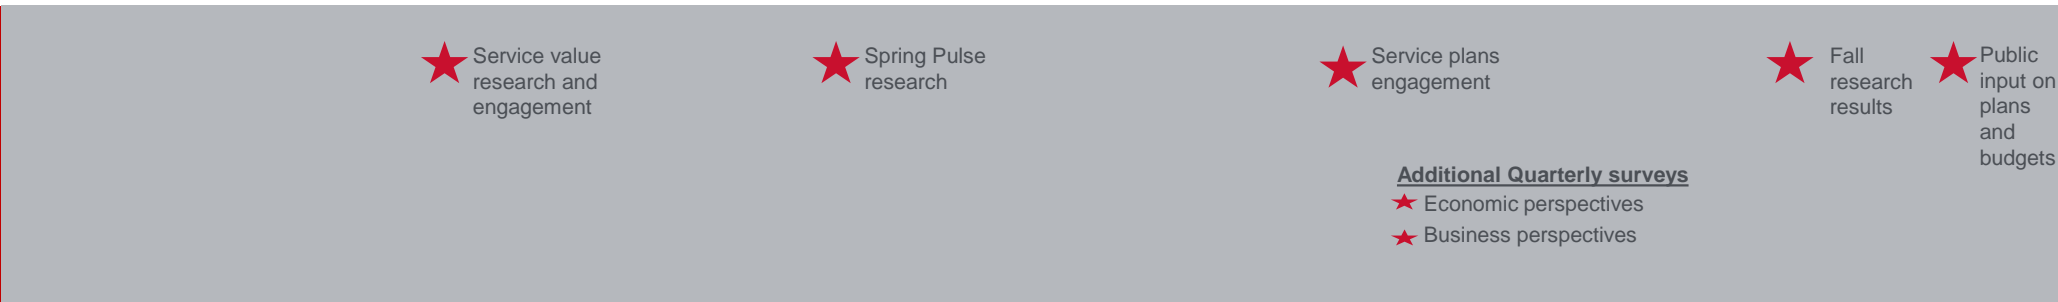 Service value
research and
engagement
Spring Pulse
research
Service plans
engagement
Fall
research
results
Public
input on
plans
and
budgets
Additional Quarterly surveys
Economic perspectives
Business perspectives